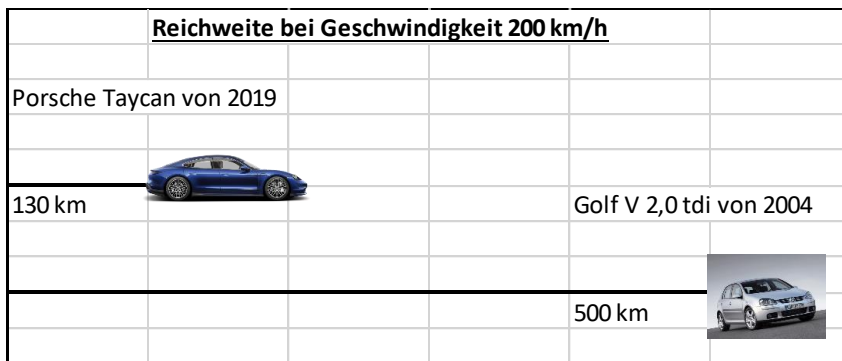 Reichweite bei Geschwindigkeit 200 km/h
Porsche Taycan von 2019
130 km
Golf V 2,0 tdi von 2004
500 km